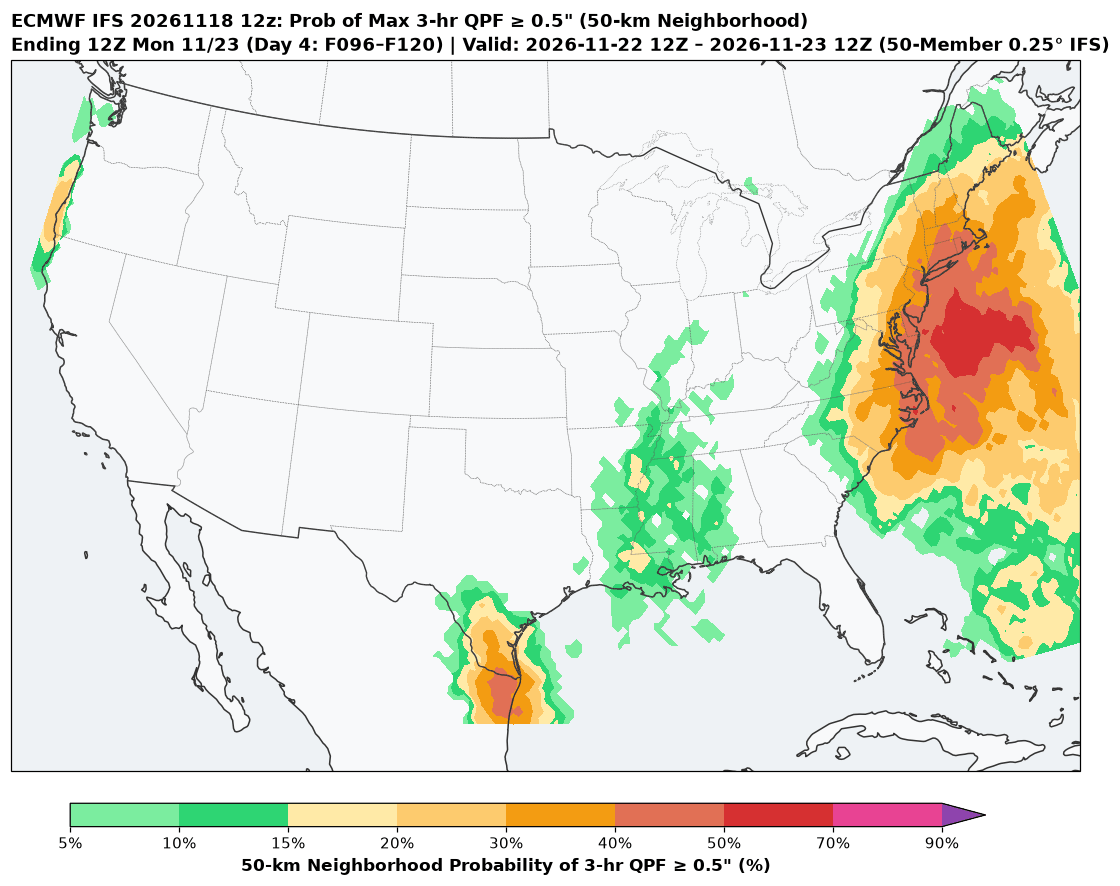 ECMWF IFS 20261118 12z: Prob of Max 3-hr QPF ≥ 0.5" (50-km Neighborhood)
Ending 12Z Mon 11/23 (Day 4: F096–F120) | Valid: 2026-11-22 12Z – 2026-11-23 12Z (50-Member 0.25° IFS)
5% 10% 15% 20% 30% 40% 50% 70% 90%
50-km Neighborhood Probability of 3-hr QPF ≥ 0.5" (%)